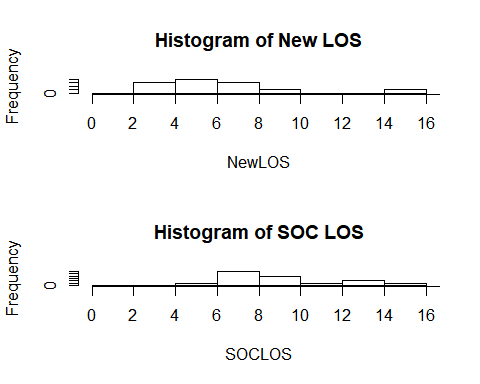 Histogram of New LOS
Frequency
0
0 2 4 6 8 10 12 14 16
NewLOS
Histogram of SOC LOS
Frequency
0
0 2 4 6 8 10 12 14 16
SOCLOS